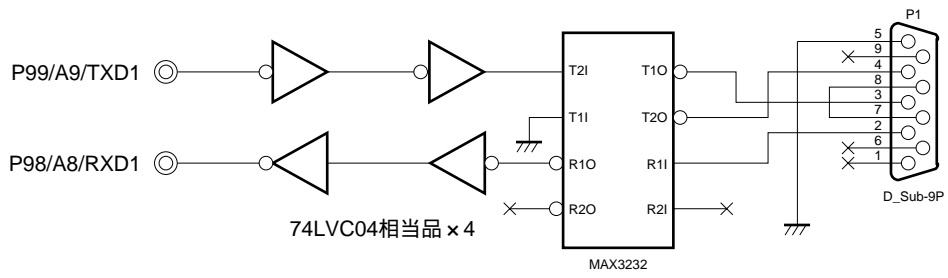 P1
P99/A9/TXD1
T2I
T1O
T1I
T2O
P98/A8/RXD1
R1O
R1I
R2O
R2I
5
9
4
8
3
7
2
6
1
D_Sub-9P
74LVC04相当品×4
MAX3232